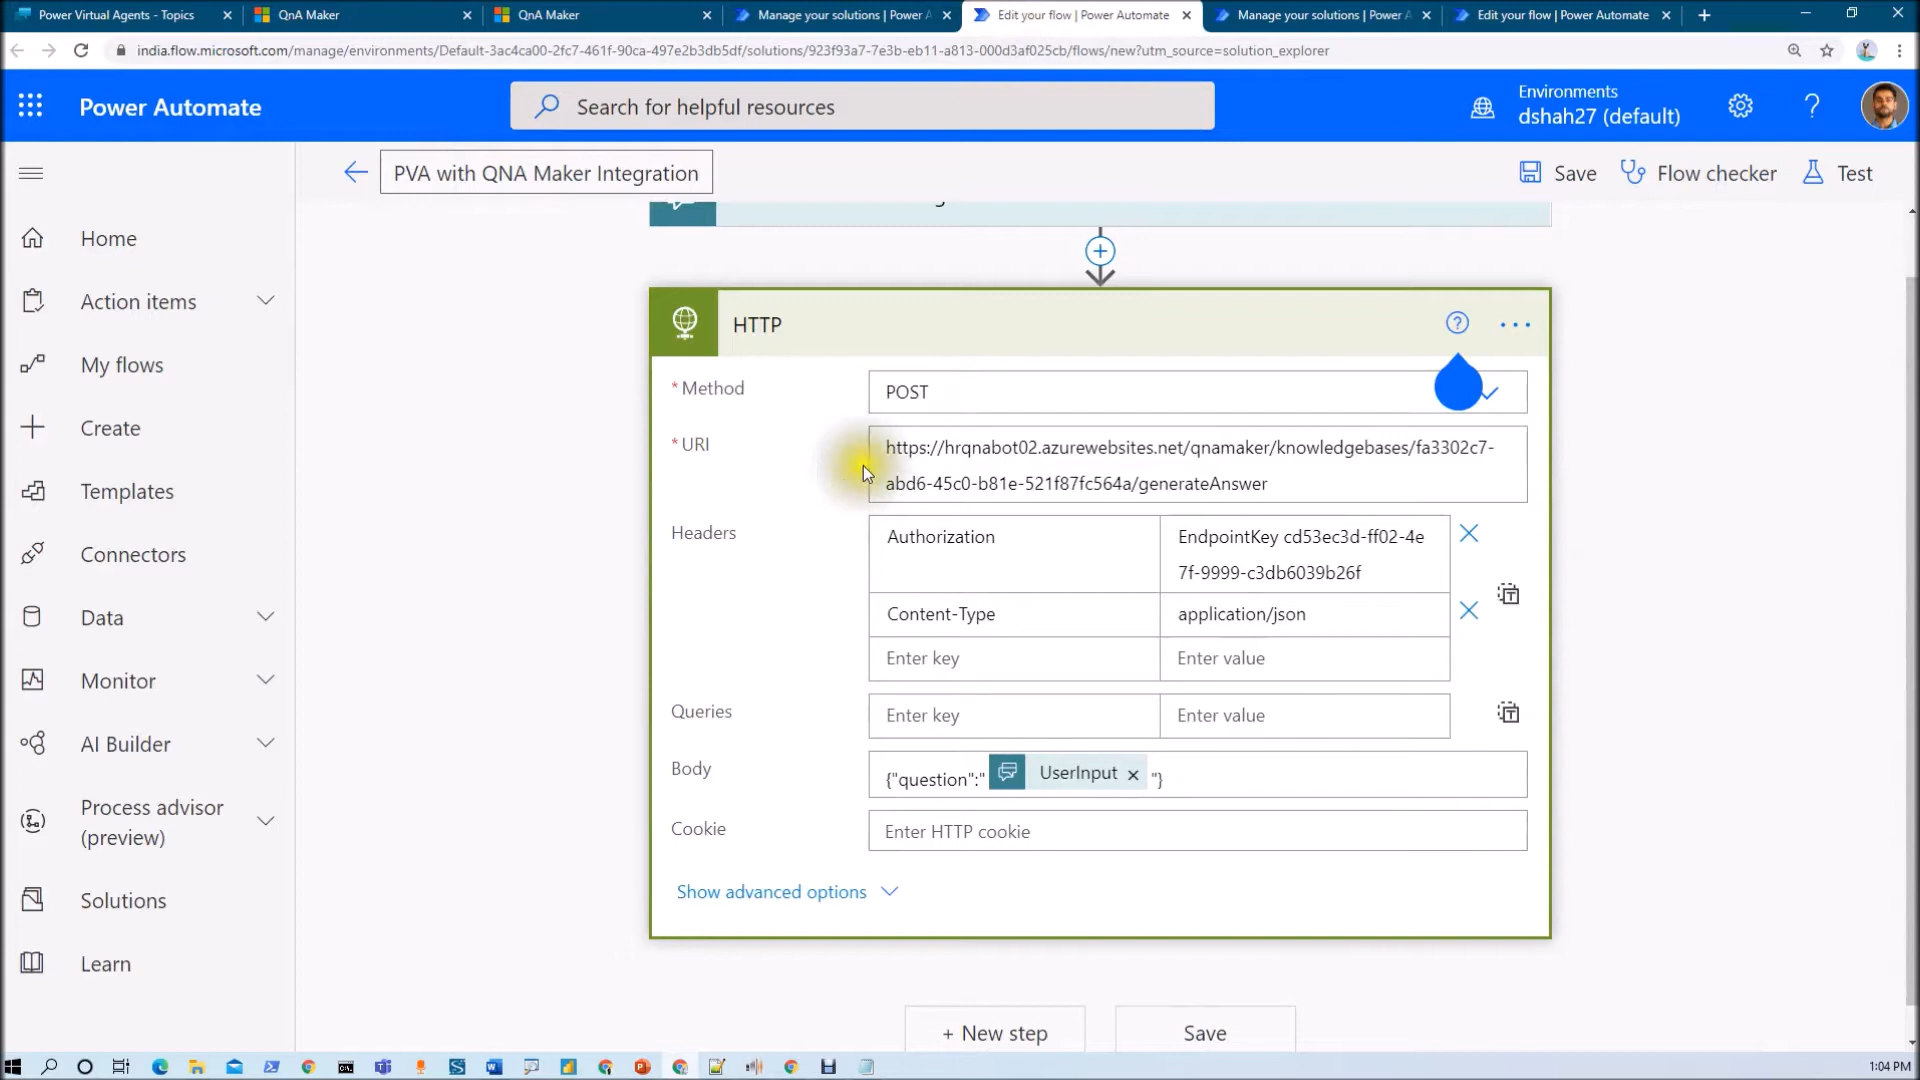 Power Virtual Agents - Topics
QnA Maker
QnA Maker
Manage your solutions | Power A
Edit your flow | Power Automate
Manage your solutions | Power A
Edit your flow | Power Automate
india.flow.microsoft.com/manage/environments/Default-3ac4ca00-2fc7-461f-90ca-497e2b3db5df/solutions/923f93a7-7e3b-eb11-a813-000d3af025cb/flows/new?utm_source=solution_explorer
Power Automate
Search for helpful resources
Environments
dshah27 (default)
PVA with QNA Maker Integration
Save
Flow checker
Test
Home
Action items
My flows
Create
Templates
Connectors
Data
Monitor
AI Builder
Process advisor
(preview)
Solutions
Learn
HTTP
* Method
POST
* URI
https://hrqnabot02.azurewebsites.net/qnamaker/knowledgebases/fa3302c7-
abd6-45c0-b81e-521f87fc564a/generateAnswer
Headers
Authorization
EndpointKey cd53ec3d-ff02-4e
7f-9999-c3db6039b26f
Content-Type
application/json
Enter key
Enter value
Queries
Enter key
Enter value
Body
{"question":" UserInput "}
Cookie
Enter HTTP cookie
Show advanced options
+ New step
Save
1:04 PM